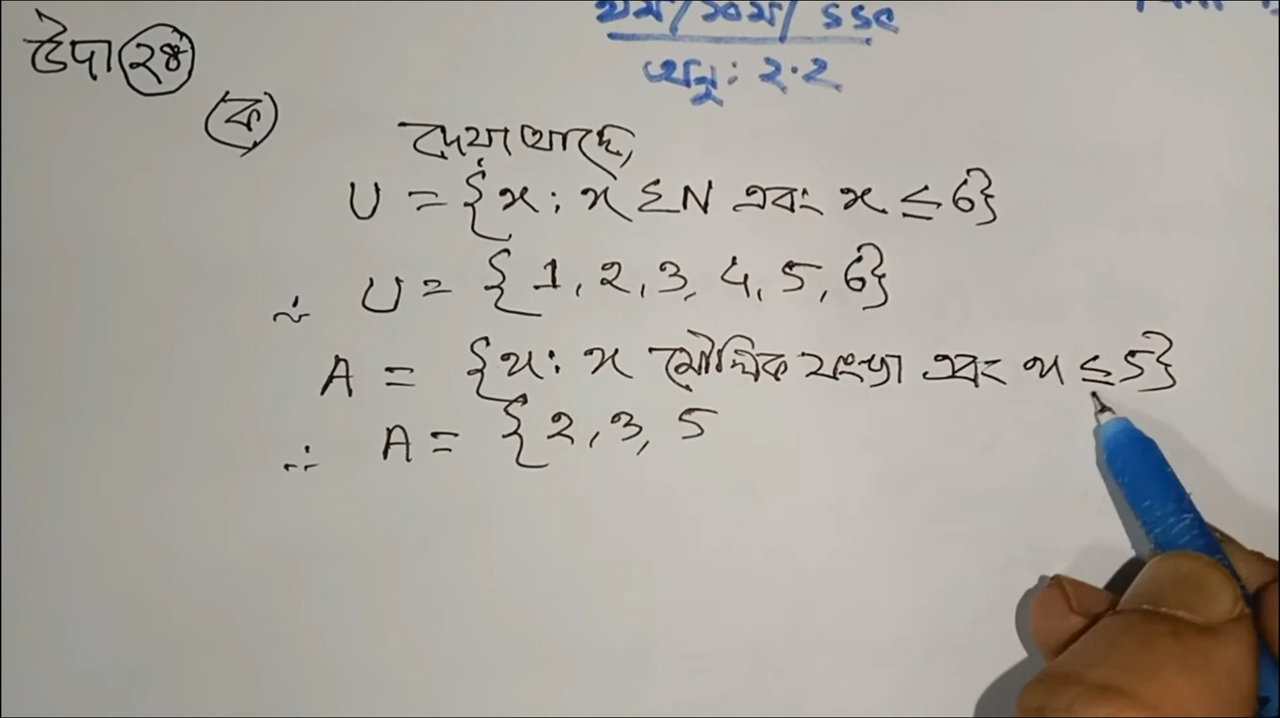 ৯ম/১০ম/ SSC
অনু: ২.২
উদা ২৪
(ক)
দেয়া আছে,
U = {x : x ∑ N এবং x ≤ 6}
∴ U = {1, 2, 3, 4, 5, 6}
A = {x : x মৌলিক সংখ্যা এবং x ≤ 5}
∴ A = {2, 3, 5